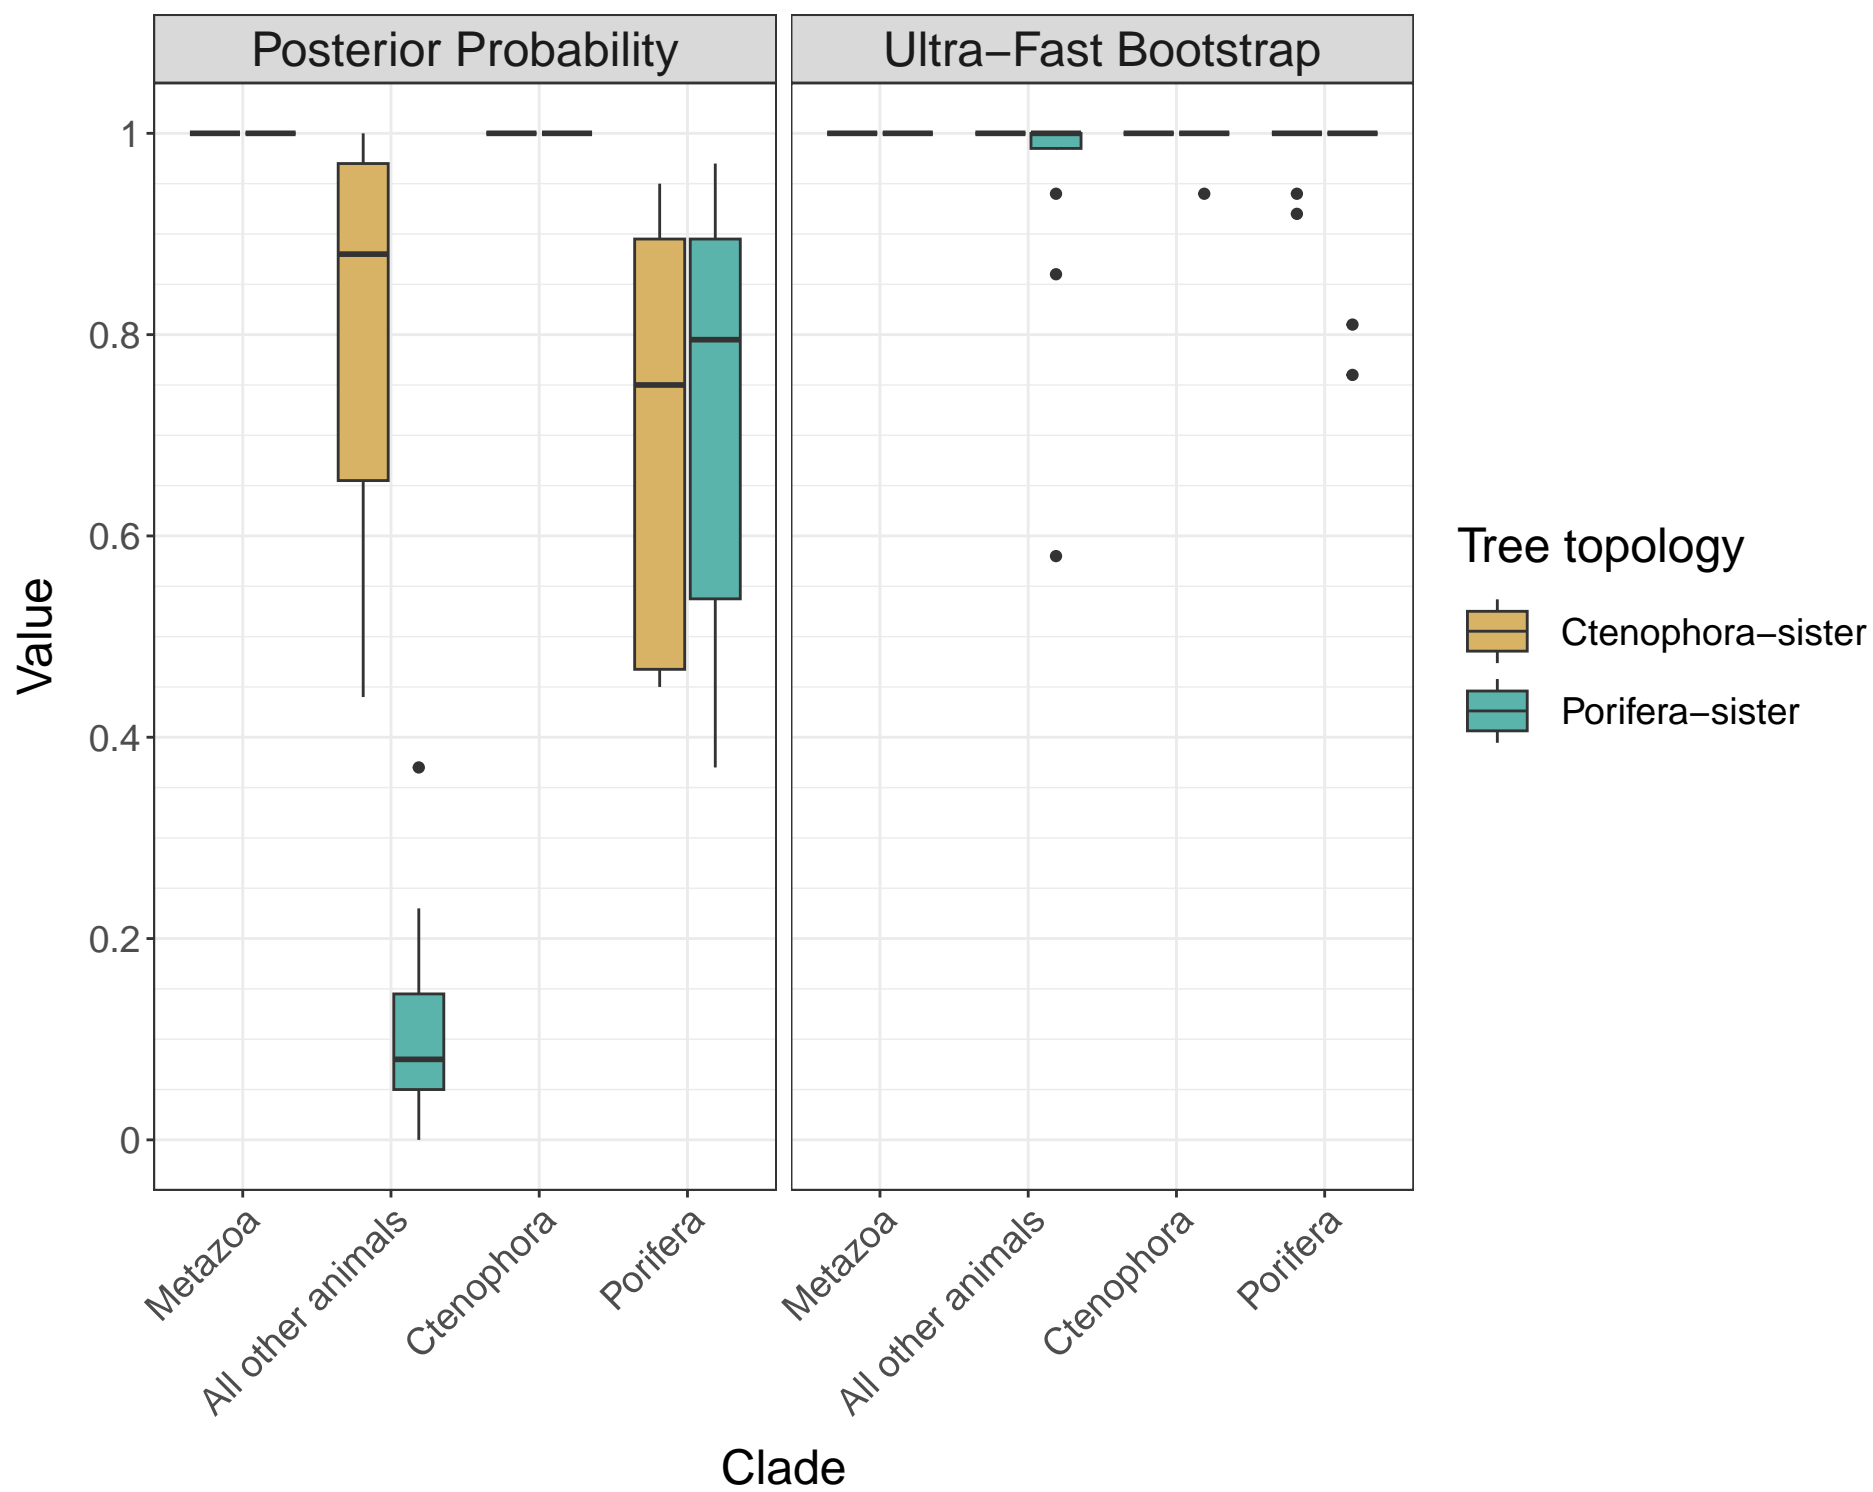 Posterior Probability
Ultra−Fast Bootstrap
Value
1
0.8
0.6
0.4
0.2
0
Metazoa
All other animals
Ctenophora
Porifera
Metazoa
All other animals
Ctenophora
Porifera
Clade
Tree topology
Ctenophora−sister
Porifera−sister